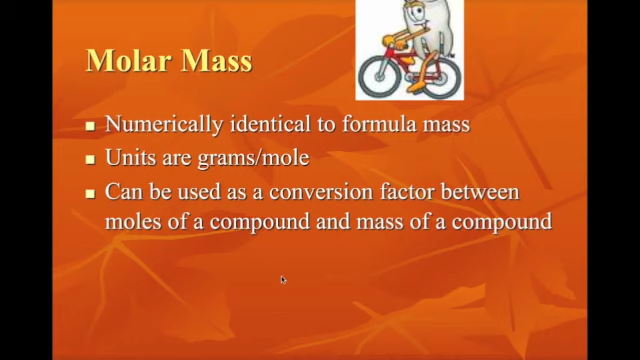 Molar Mass
Numerically identical to formula mass
Units are grams/mole
Can be used as a conversion factor between
moles of a compound and mass of a compound